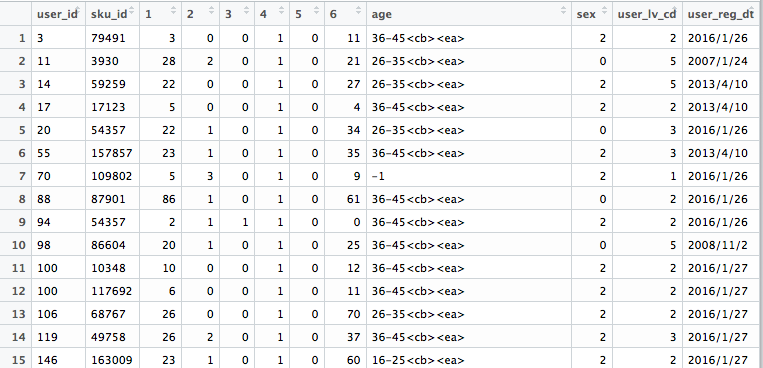 user_id sku_id 1 2 3 4 5 6 age sex user_lv_cd user_reg_dt
1 3 79491 3 0 0 1 0 11 36-45<cb><ea> 2 2 2016/1/26
2 11 3930 28 2 0 1 0 21 26-35<cb><ea> 0 5 2007/1/24
3 14 59259 22 0 0 1 0 27 26-35<cb><ea> 2 5 2013/4/10
4 17 17123 5 0 0 1 0 4 36-45<cb><ea> 2 2 2013/4/10
5 20 54357 22 1 0 1 0 34 26-35<cb><ea> 0 3 2016/1/26
6 55 157857 23 1 0 1 0 35 36-45<cb><ea> 2 3 2013/4/10
7 70 109802 5 3 0 1 0 9 -1 2 1 2016/1/26
8 88 87901 86 1 0 1 0 61 36-45<cb><ea> 0 2 2016/1/26
9 94 54357 2 1 1 1 0 0 36-45<cb><ea> 2 2 2016/1/26
10 98 86604 20 1 0 1 0 25 36-45<cb><ea> 0 5 2008/11/2
11 100 10348 10 0 0 1 0 12 36-45<cb><ea> 2 2 2016/1/27
12 100 117692 6 0 0 1 0 11 36-45<cb><ea> 2 2 2016/1/27
13 106 68767 26 0 0 1 0 70 26-35<cb><ea> 2 2 2016/1/27
14 119 49758 26 2 0 1 0 37 36-45<cb><ea> 2 3 2016/1/27
15 146 163009 23 1 0 1 0 60 16-25<cb><ea> 2 2 2016/1/27